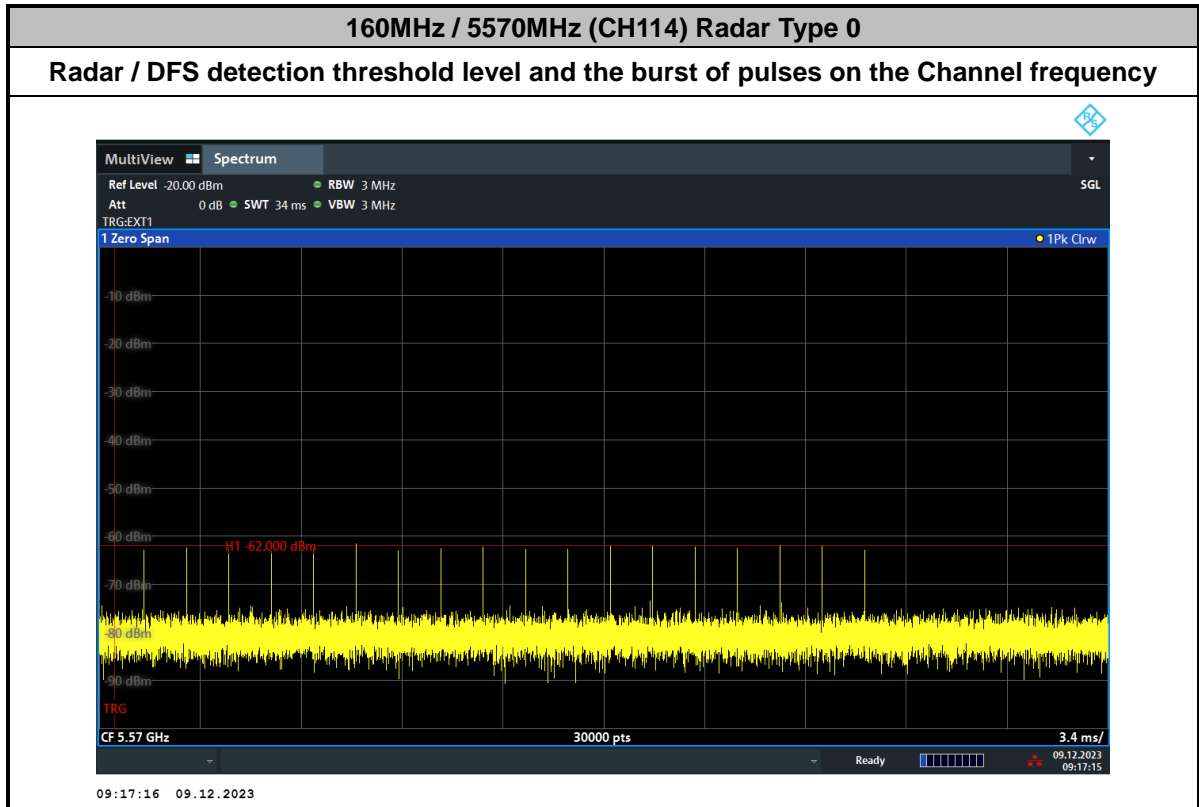 160MHz / 5570MHz (CH114) Radar Type 0
Radar / DFS detection threshold level and the burst of pulses on the Channel frequency
R&S
MultiView Spectrum
Ref Level -20.00 dBm RBW 3 MHz SGL
Att 0 dB SWT 34 ms VBW 3 MHz
TRG:EXT1
1 Zero Span 1Pk Clrw
-10 dBm
-20 dBm
-30 dBm
-40 dBm
-50 dBm
-60 dBm
H1 -62.000 dBm
-70 dBm
-80 dBm
-90 dBm
TRG
CF 5.57 GHz 30000 pts 3.4 ms/
Ready 09.12.2023
09:17:15
09:17:16 09.12.2023